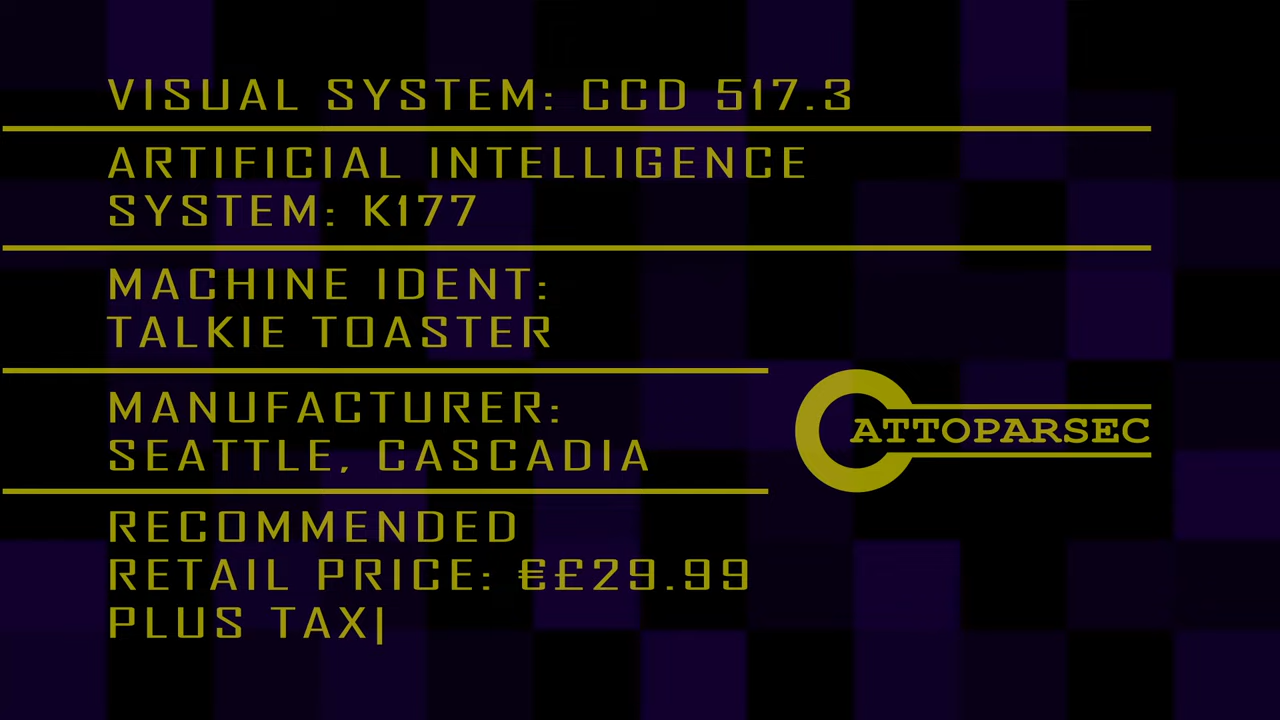 VISUAL SYSTEM: CCD 517.3
ARTIFICIAL INTELLIGENCE
SYSTEM: K177
MACHINE IDENT:
TALKIE TOASTER
MANUFACTURER:
SEATTLE, CASCADIA
ATTOPARSEC
RECOMMENDED
RETAIL PRICE: €£29.99
PLUS TAX|